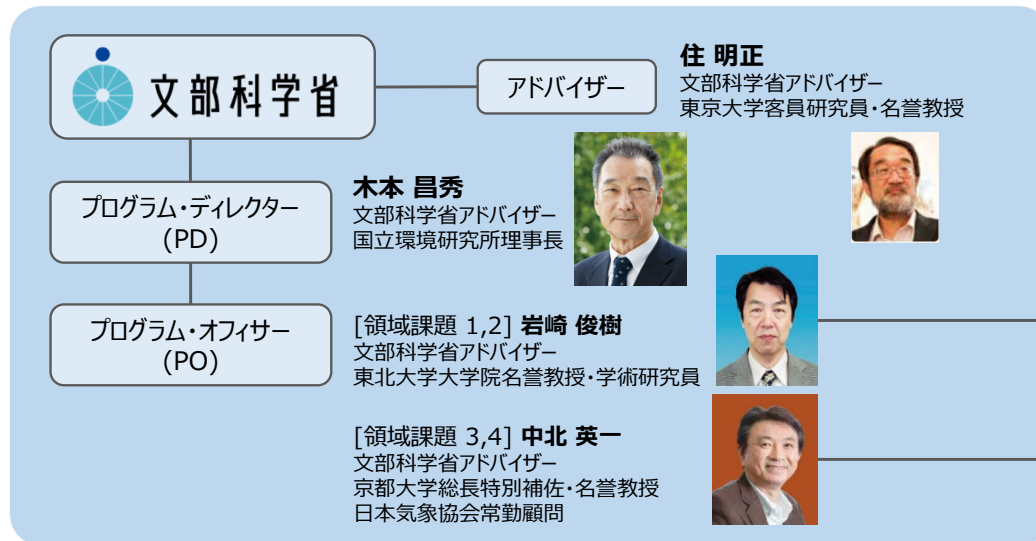 文部科学省
アドバイザー
住 明正
文部科学省アドバイザー
東京大学客員研究員・名誉教授
プログラム・ディレクター
(PD)
木本 昌秀
文部科学省アドバイザー
国立環境研究所理事長
プログラム・オフィサー
(PO)
[領域課題 1,2] 岩崎 俊樹
文部科学省アドバイザー
東北大学大学院名誉教授・学術研究員
[領域課題 3,4] 中北 英一
文部科学省アドバイザー
京都大学総長特別補佐・名誉教授
日本気象協会常勤顧問